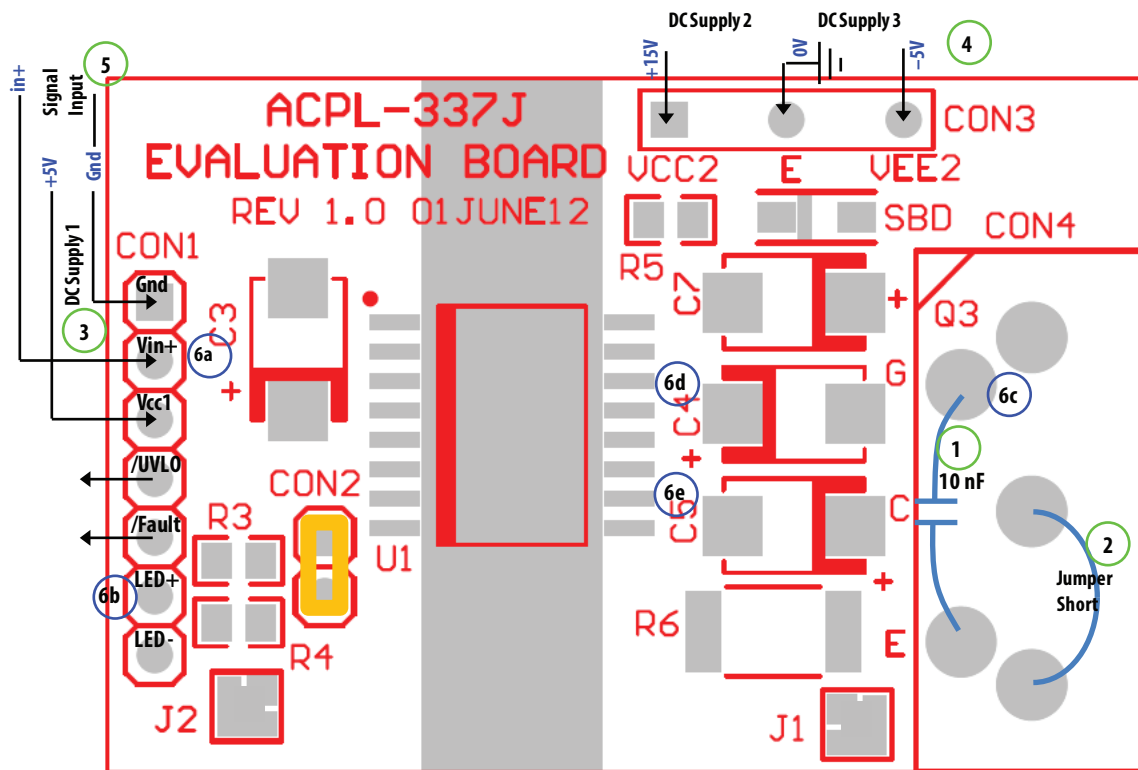 DC Supply 2
DC Supply 3
4
+15V
0V
–5V
5
in+
Signal
Input
+5V
Gnd
DC Supply 1
3
ACPL-337J
EVALUATION BOARD
REV 1.0 01JUNE12
CON3
VCC2
E
VEE2
SBD
R5
CON4
CON1
Gnd
Vin+
6a
Vcc1
/UVLO
/Fault
LED+
6b
LED-
C3
+
CON2
R3
R4
J2
U1
C7
+
6d
C4
+
6e
C5
+
R6
J1
Q3
G
6c
1
10 nF
C
2
Jumper
Short
E